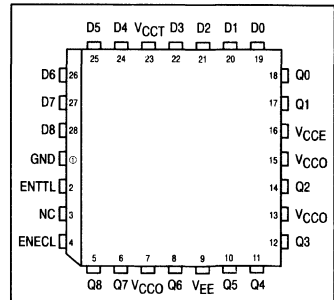 D5 D4 VCCT D3 D2 D1 D0
25 24 23 22 21 20 19
D6 26 18 Q0
D7 27 17 Q1
D8 28 16 VCCE
GND 1 15 VCCO
ENTTL 2 14 Q2
NC 3 13 VCCO
ENECL 4 12 Q3
5 6 7 8 9 10 11
Q8 Q7 VCCO Q6 VEE Q5 Q4